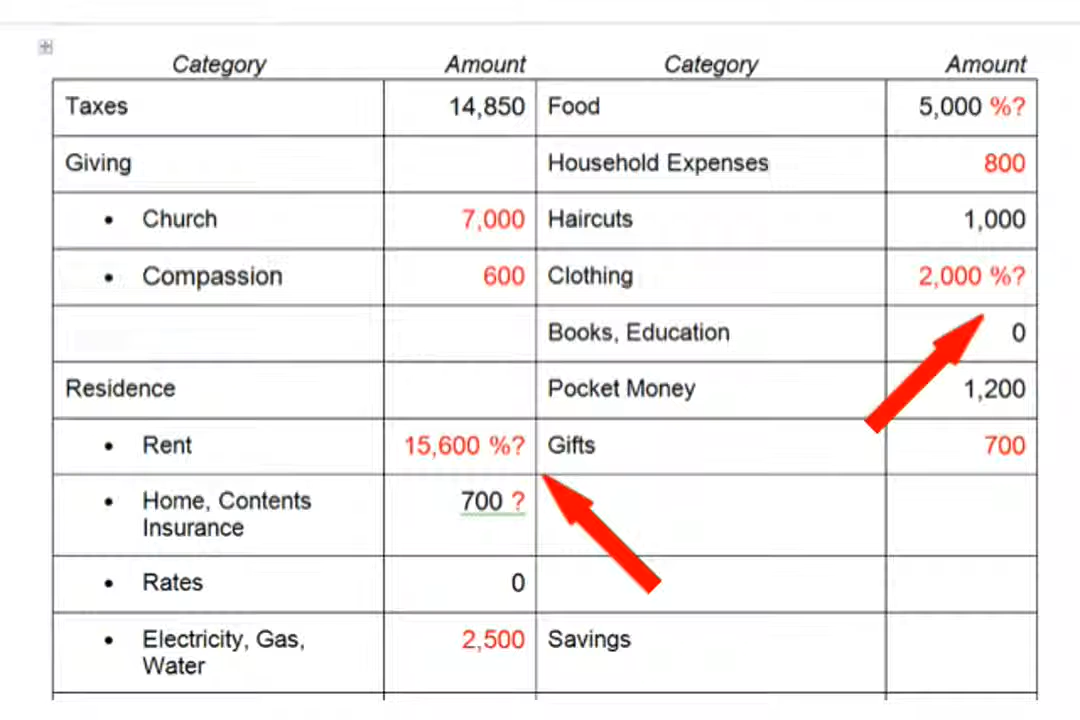 Category Amount Category Amount
Taxes 14,850 Food 5,000 %?
Giving Household Expenses 800
• Church 7,000 Haircuts 1,000
• Compassion 600 Clothing 2,000 %?
Books, Education 0
Residence Pocket Money 1,200
• Rent 15,600 %? Gifts 700
• Home, Contents 700 ?
Insurance
• Rates 0
• Electricity, Gas, 2,500 Savings
Water